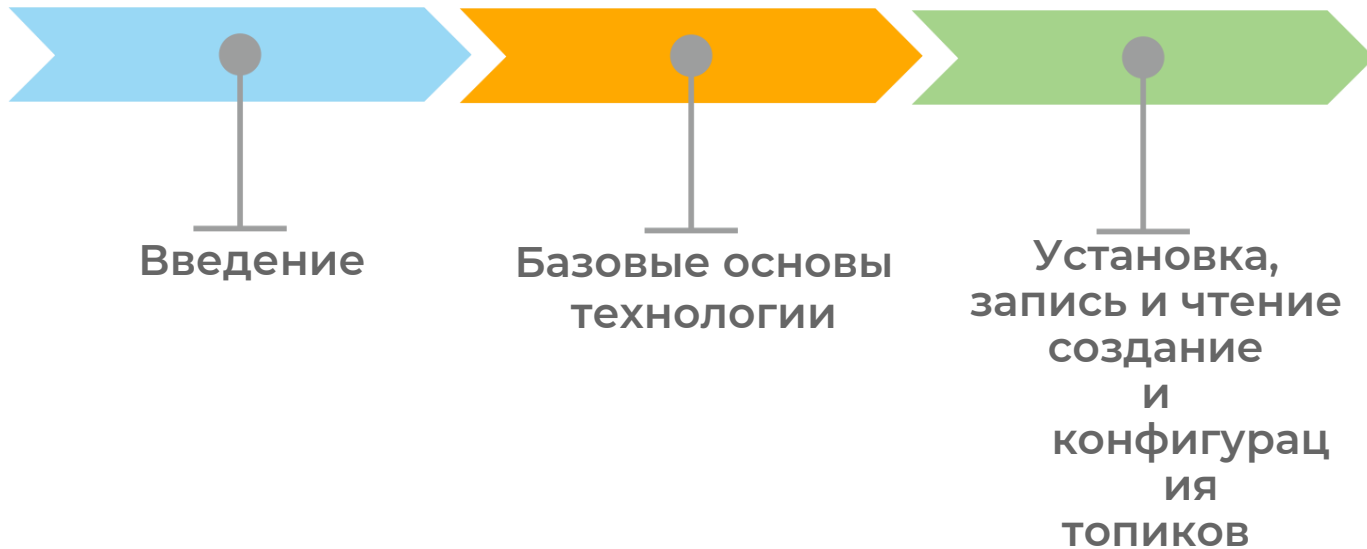 Введение
Базовые основы
технологии
Установка,
запись и чтение
создание
и
конфигурац
ия
топиков